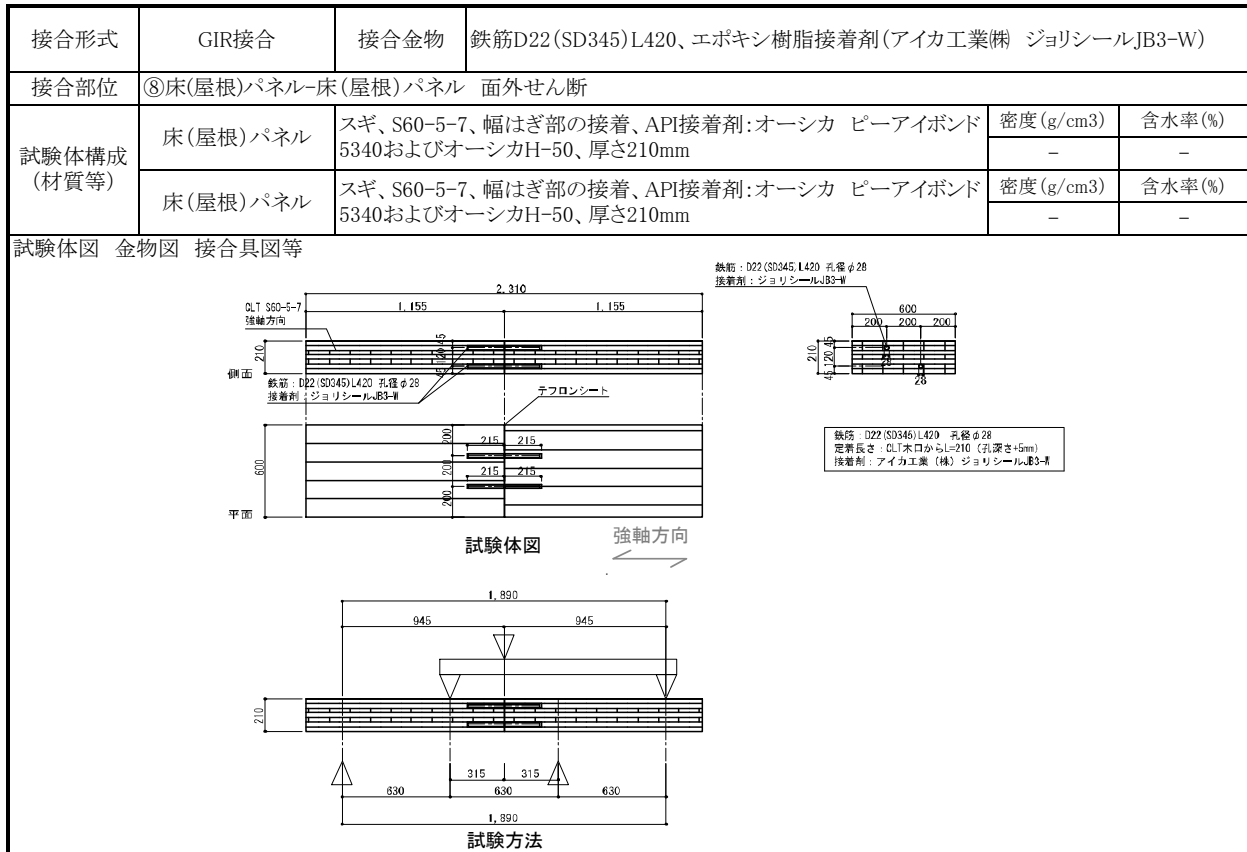 接合形式 GIR接合 接合金物 鉄筋D22(SD345)L420、エポキシ樹脂接着剤(アイカ工業㈱ ジョリシールJB3-W)
接合部位 ⑧床(屋根)パネル-床(屋根)パネル 面外せん断
試験体構成
(材質等)
床(屋根)パネル
スギ、S60-5-7、幅はぎ部の接着、API接着剤:オーシカ ピーアイボンド
5340およびオーシカH-50、厚さ210mm
密度(g/cm3) 含水率(%)
- -
床(屋根)パネル
スギ、S60-5-7、幅はぎ部の接着、API接着剤:オーシカ ピーアイボンド
5340およびオーシカH-50、厚さ210mm
密度(g/cm3) 含水率(%)
- -
試験体図 金物図 接合具図等
鉄筋:D22(SD345)L420 孔径φ28
接着剤:ジョリシールJB3-W
2,310
1,155 1,155
CLT S60-5-7
強軸方向
210
45 120 45
側面
鉄筋:D22(SD345)L420 孔径φ28
接着剤:ジョリシールJB3-W
テフロンシート
600
200 200 200
210
45 120 45
28
28
600
200
200
200
215 215
215 215
平面
鉄筋:D22(SD345)L420 孔径φ28
定着長さ:CLT木口からL=210(孔深さ+5mm)
接着剤:アイカ工業(株)ジョリシールJB3-W
試験体図
強軸方向
1,890
945 945
210
315 315
630 630 630
1,890
試験方法